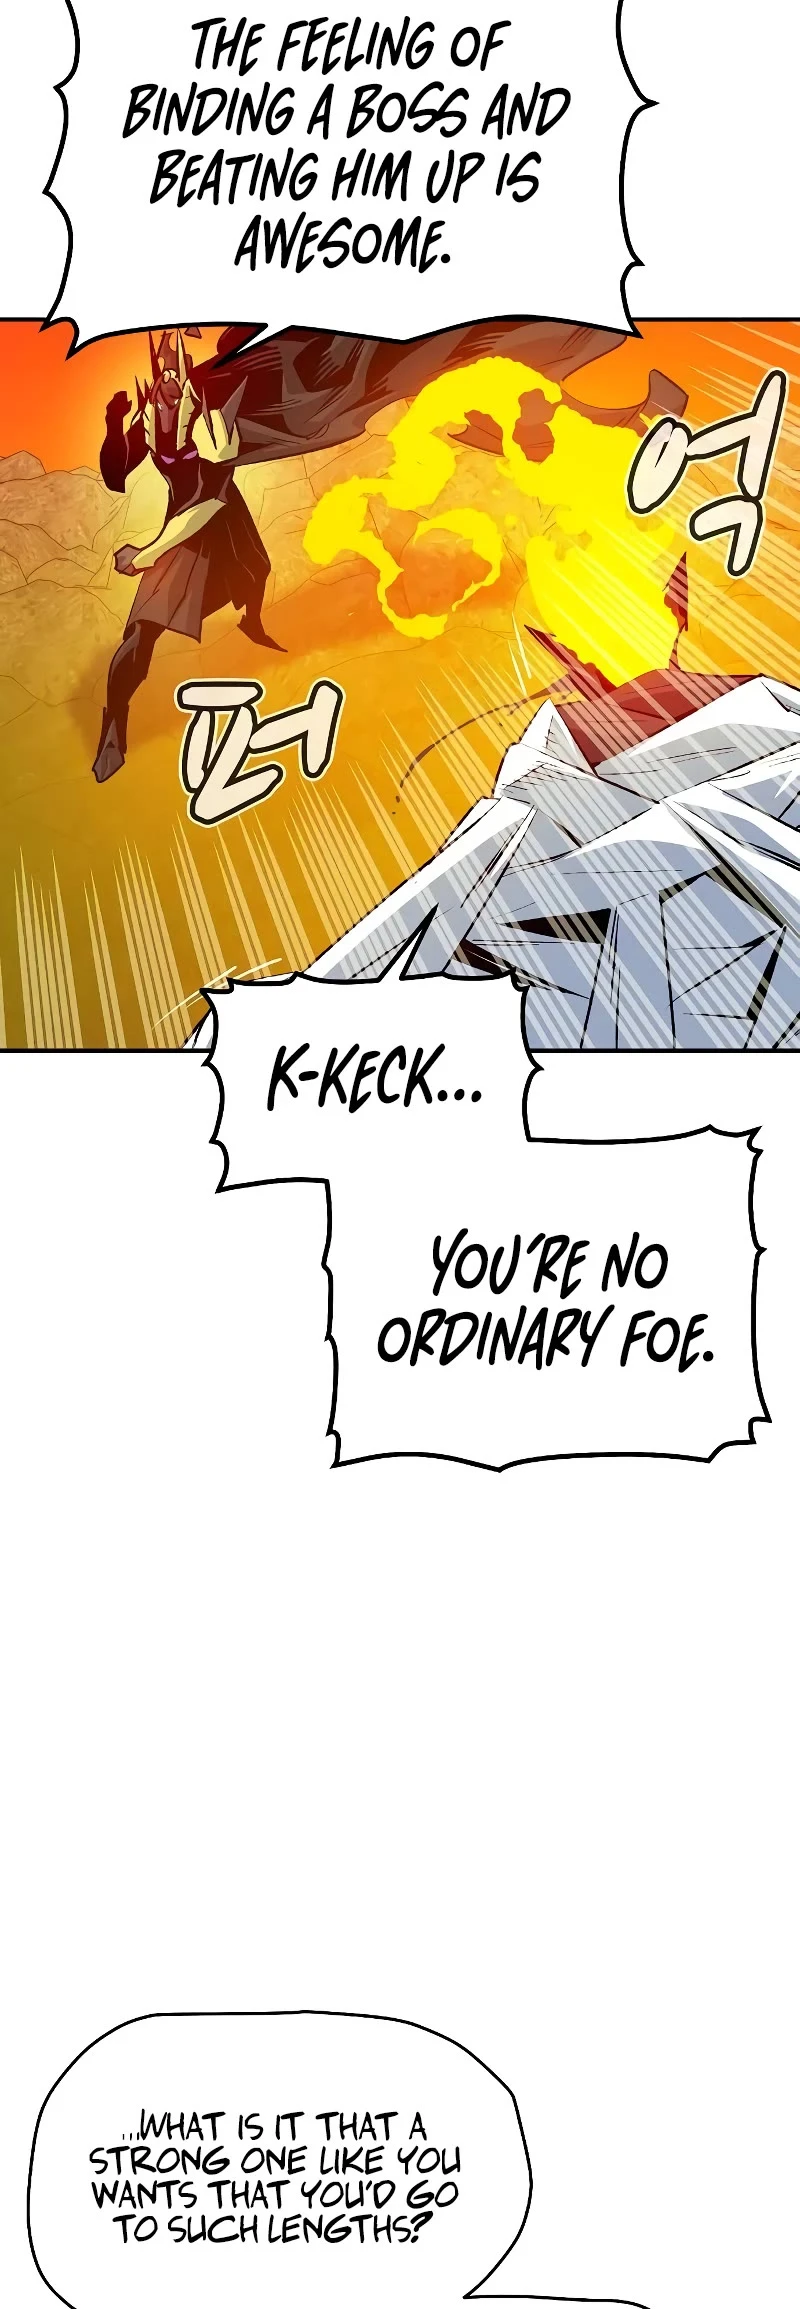 THE FEELING OF
BINDING A BOSS AND
BEATING HIM UP IS
AWESOME.
억
퍽
K-KECK...
YOU'RE NO
ORDINARY FOE.
...WHAT IS IT THAT A
STRONG ONE LIKE YOU
WANTS THAT YOU'D GO
TO SUCH LENGTHS?